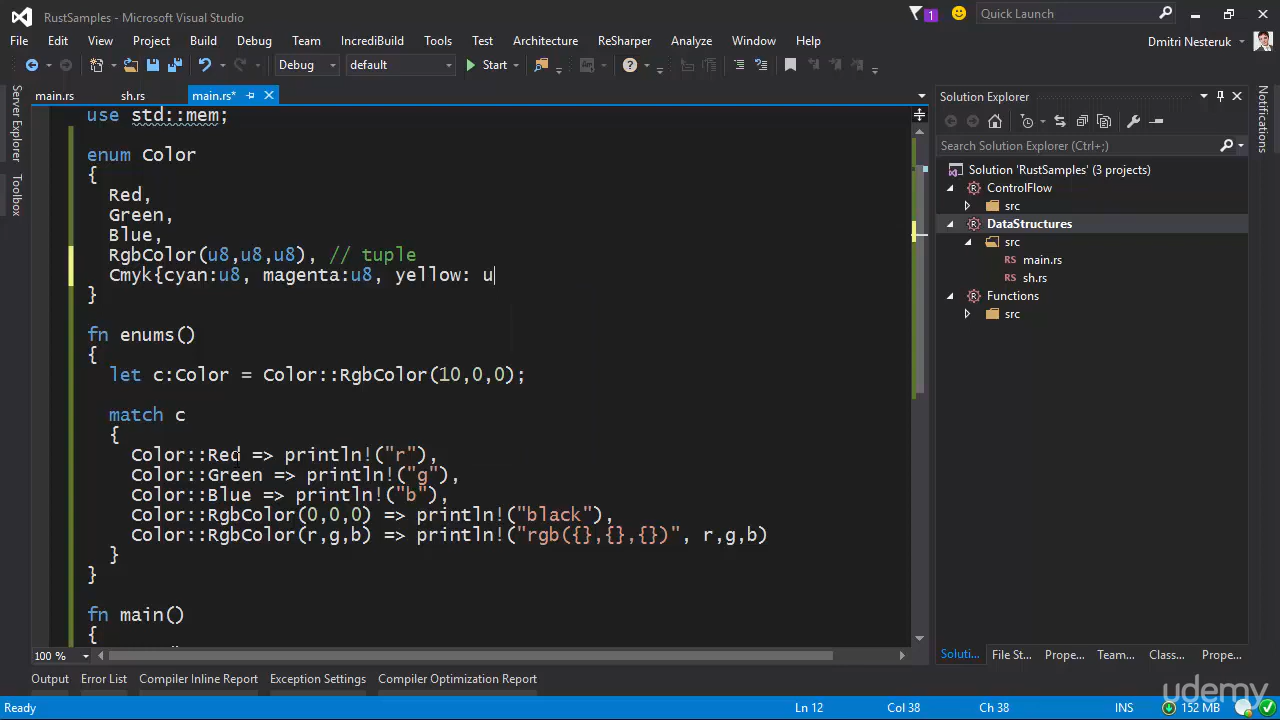 RustSamples - Microsoft Visual Studio
1
Quick Launch
File Edit View Project Build Debug Team IncrediBuild Tools Test Architecture ReSharper Analyze Window Help
Dmitri Nesteruk
Debug default Start
main.rs sh.rs main.rs*
Server Explorer
Toolbox
Notifications
use std::mem;
enum Color
{
Red,
Green,
Blue,
RgbColor(u8,u8,u8), // tuple
Cmyk{cyan:u8, magenta:u8, yellow: u
}
fn enums()
{
let c:Color = Color::RgbColor(10,0,0);
match c
{
Color::Red => println!("r"),
Color::Green => println!("g"),
Color::Blue => println!("b"),
Color::RgbColor(0,0,0) => println!("black"),
Color::RgbColor(r,g,b) => println!("rgb({},{},{})", r,g,b)
}
}
fn main()
{
100 %
Solution Explorer
Search Solution Explorer (Ctrl+;)
Solution 'RustSamples' (3 projects)
ControlFlow
src
DataStructures
src
main.rs
sh.rs
Functions
src
Soluti... File St... Prope... Team... Class... Prope...
Output Error List Compiler Inline Report Exception Settings Compiler Optimization Report
Ready Ln 12 Col 38 Ch 38 INS 152 MB
udemy